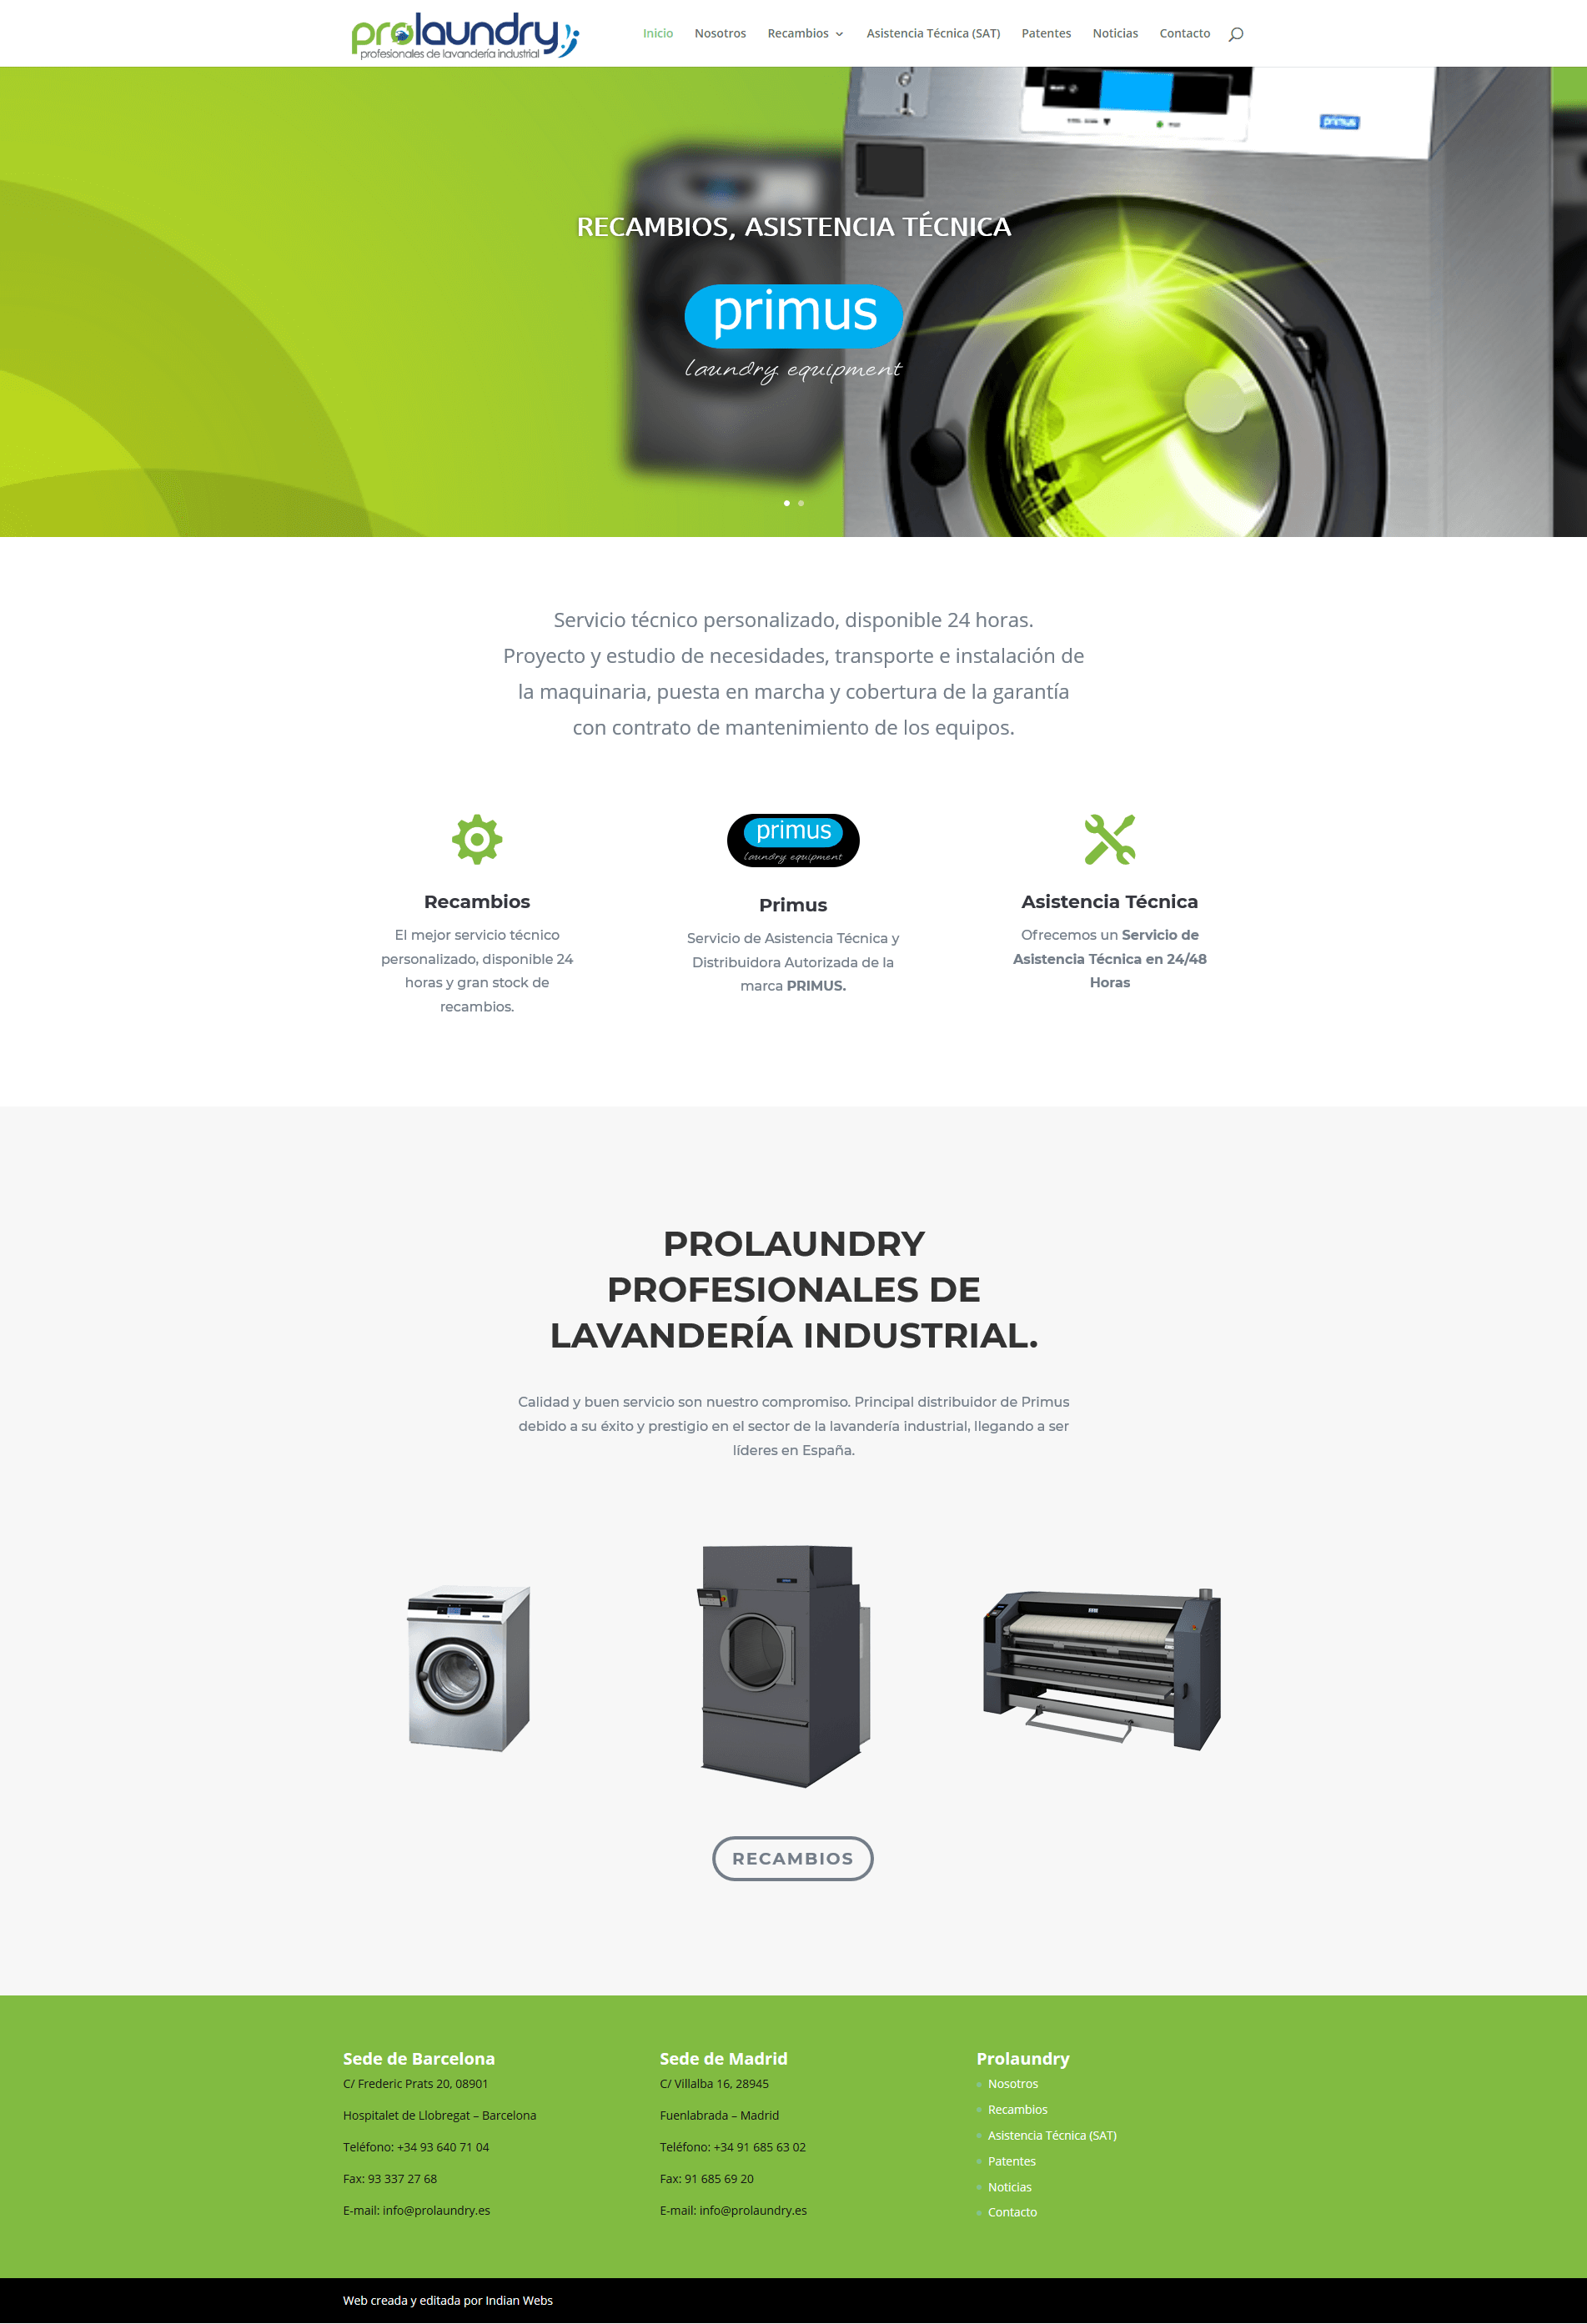 prolaundry
profesionales de lavandería industrial
Inicio
Nosotros
Recambios
Asistencia Técnica (SAT)
Patentes
Noticias
Contacto
primus
RECAMBIOS, ASISTENCIA TÉCNICA
primus
laundry equipment
Servicio técnico personalizado, disponible 24 horas.
Proyecto y estudio de necesidades, transporte e instalación de
la maquinaria, puesta en marcha y cobertura de la garantía
con contrato de mantenimiento de los equipos.
Recambios
El mejor servicio técnico
personalizado, disponible 24
horas y gran stock de
recambios.
primus
laundry equipment
Primus
Servicio de Asistencia Técnica y
Distribuidora Autorizada de la
marca PRIMUS.
Asistencia Técnica
Ofrecemos un Servicio de
Asistencia Técnica en 24/48
Horas
PROLAUNDRY
PROFESIONALES DE
LAVANDERÍA INDUSTRIAL.
Calidad y buen servicio son nuestro compromiso. Principal distribuidor de Primus
debido a su éxito y prestigio en el sector de la lavandería industrial, llegando a ser
líderes en España.
RECAMBIOS
Sede de Barcelona
C/ Frederic Prats 20, 08901
Hospitalet de Llobregat – Barcelona
Teléfono: +34 93 640 71 04
Fax: 93 337 27 68
E-mail: info@prolaundry.es
Sede de Madrid
C/ Villalba 16, 28945
Fuenlabrada – Madrid
Teléfono: +34 91 685 63 02
Fax: 91 685 69 20
E-mail: info@prolaundry.es
Prolaundry
Nosotros
Recambios
Asistencia Técnica (SAT)
Patentes
Noticias
Contacto
Web creada y editada por Indian Webs